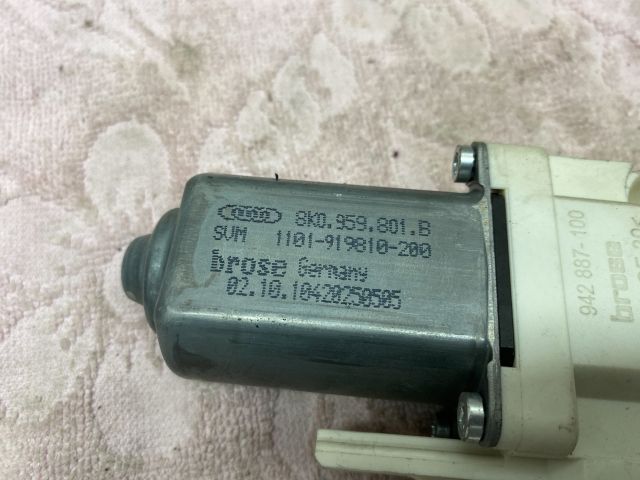 8K0.959.801.B
SVM 1101-919810-200
brose Germany
02.10.10420250505
942 887-100
brose